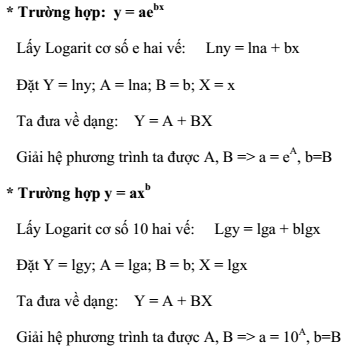 * Trường hợp: y = ae^bx
Lấy Logarit cơ số e hai vế: Lny = lna + bx
Đặt Y = lny; A = lna; B = b; X = x
Ta đưa về dạng: Y = A + BX
Giải hệ phương trình ta được A, B => a = e^A, b=B
* Trường hợp y = ax^b
Lấy Logarit cơ số 10 hai vế: Lgy = lga + blgx
Đặt Y = lgy; A = lga; B = b; X = lgx
Ta đưa về dạng: Y = A + BX
Giải hệ phương trình ta được A, B => a = 10^A, b=B